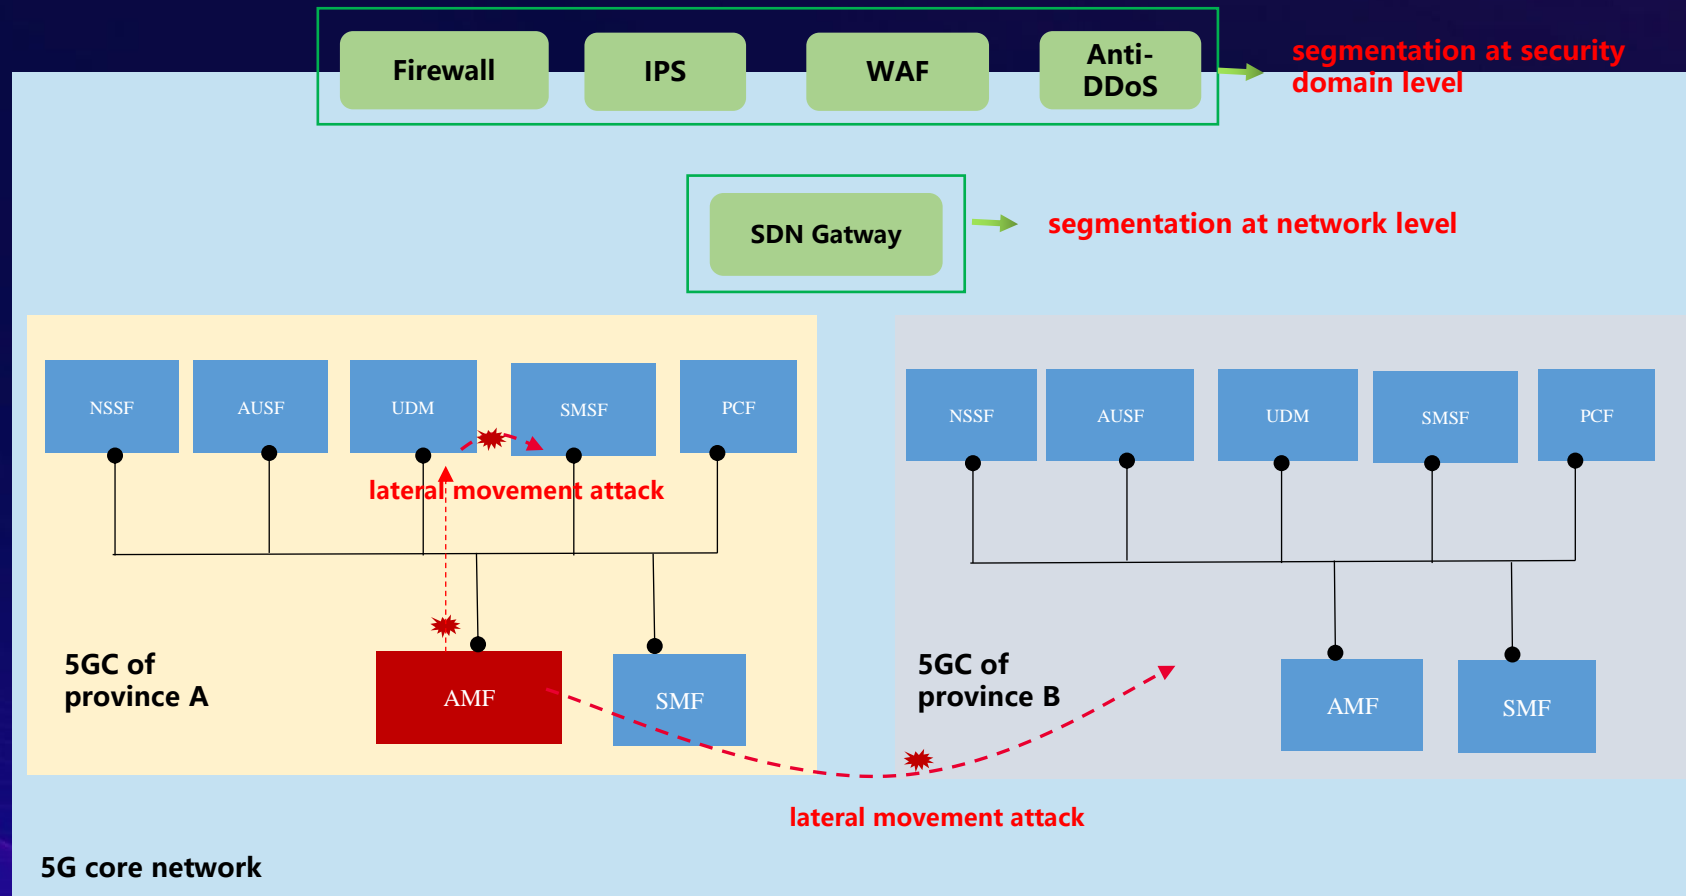 Firewall
IPS
WAF
Anti-
DDoS
segmentation at security
domain level
SDN Gatway
segmentation at network level
NSSF
AUSF
UDM
SMSF
PCF
lateral movement attack
5GC of
province A
AMF
SMF
NSSF
AUSF
UDM
SMSF
PCF
5GC of
province B
AMF
SMF
lateral movement attack
5G core network